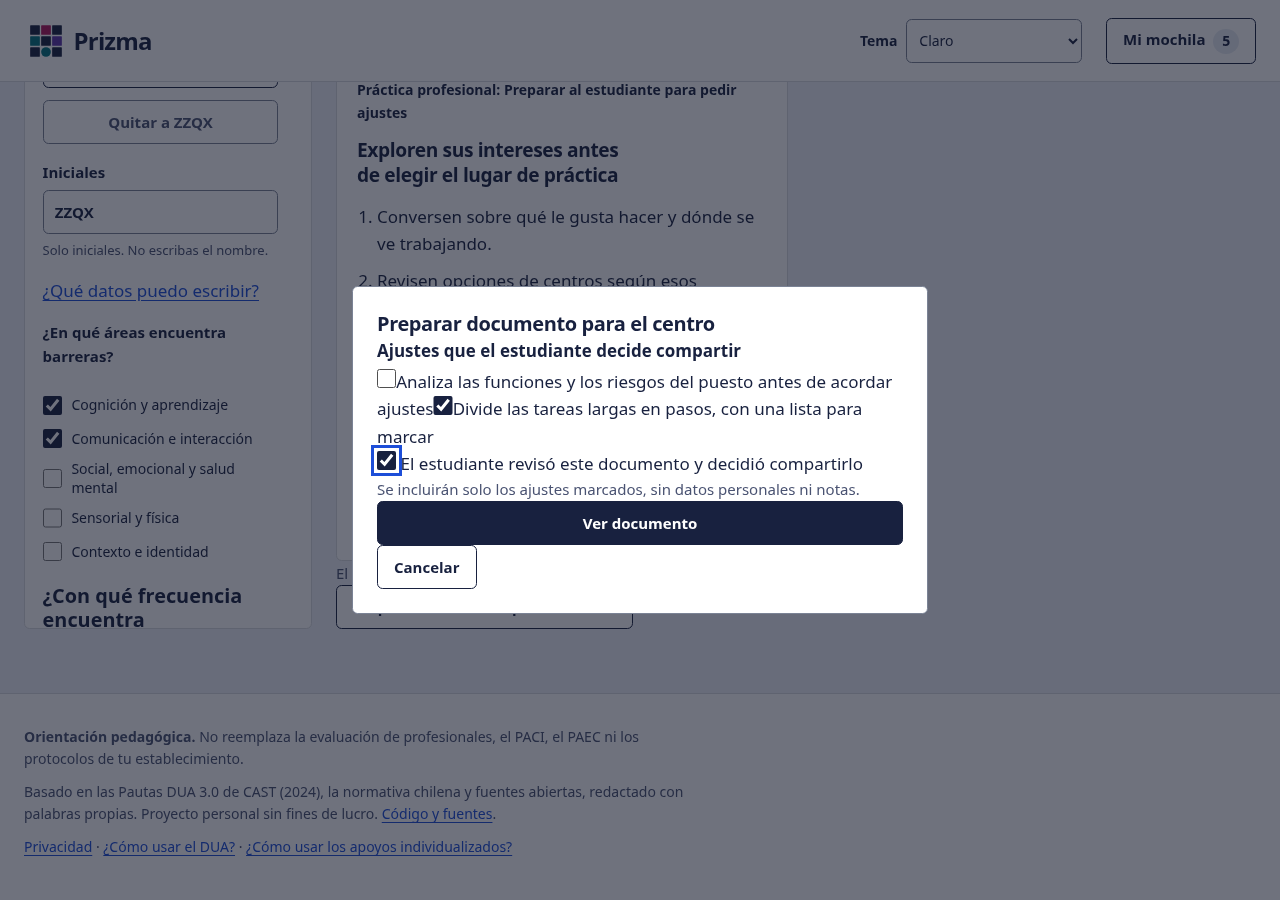 Prizma
Tema
Claro
Mi mochila 5
Quitar a ZZQX
Iniciales
ZZQX
Solo iniciales. No escribas el nombre.
¿Qué datos puedo escribir?
¿En qué áreas encuentra
barreras?
Cognición y aprendizaje
Comunicación e interacción
Social, emocional y salud
mental
Sensorial y física
Contexto e identidad
¿Con qué frecuencia
encuentra
Práctica profesional: Preparar al estudiante para pedir
ajustes
Exploren sus intereses antes
de elegir el lugar de práctica
1. Conversen sobre qué le gusta hacer y dónde se
ve trabajando.
2. Revisen opciones de centros según esos
El
Preparar documento para el centro
Ajustes que el estudiante decide compartir
Analiza las funciones y los riesgos del puesto antes de acordar
ajustes Divide las tareas largas en pasos, con una lista para
marcar
El estudiante revisó este documento y decidió compartirlo
Se incluirán solo los ajustes marcados, sin datos personales ni notas.
Ver documento
Cancelar
Orientación pedagógica. No reemplaza la evaluación de profesionales, el PACI, el PAEC ni los
protocolos de tu establecimiento.
Basado en las Pautas DUA 3.0 de CAST (2024), la normativa chilena y fuentes abiertas, redactado con
palabras propias. Proyecto personal sin fines de lucro. Código y fuentes.
Privacidad · ¿Cómo usar el DUA? · ¿Cómo usar los apoyos individualizados?